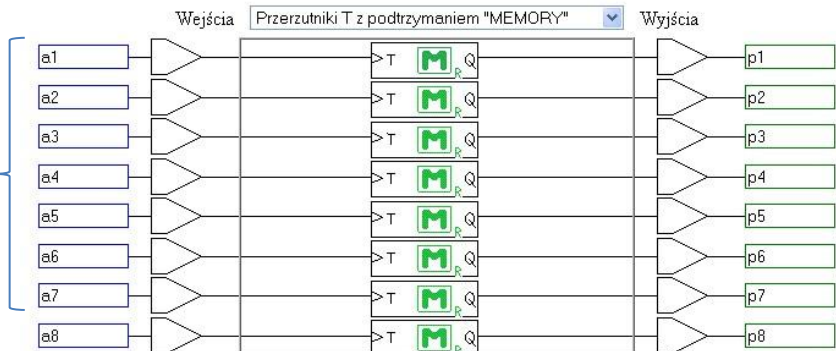 Wejścia Przerzutniki T z podtrzymaniem "MEMORY" Wyjścia
a1 >T M R Q p1
a2 >T M R Q p2
a3 >T M R Q p3
a4 >T M R Q p4
a5 >T M R Q p5
a6 >T M R Q p6
a7 >T M R Q p7
a8 >T M R Q p8